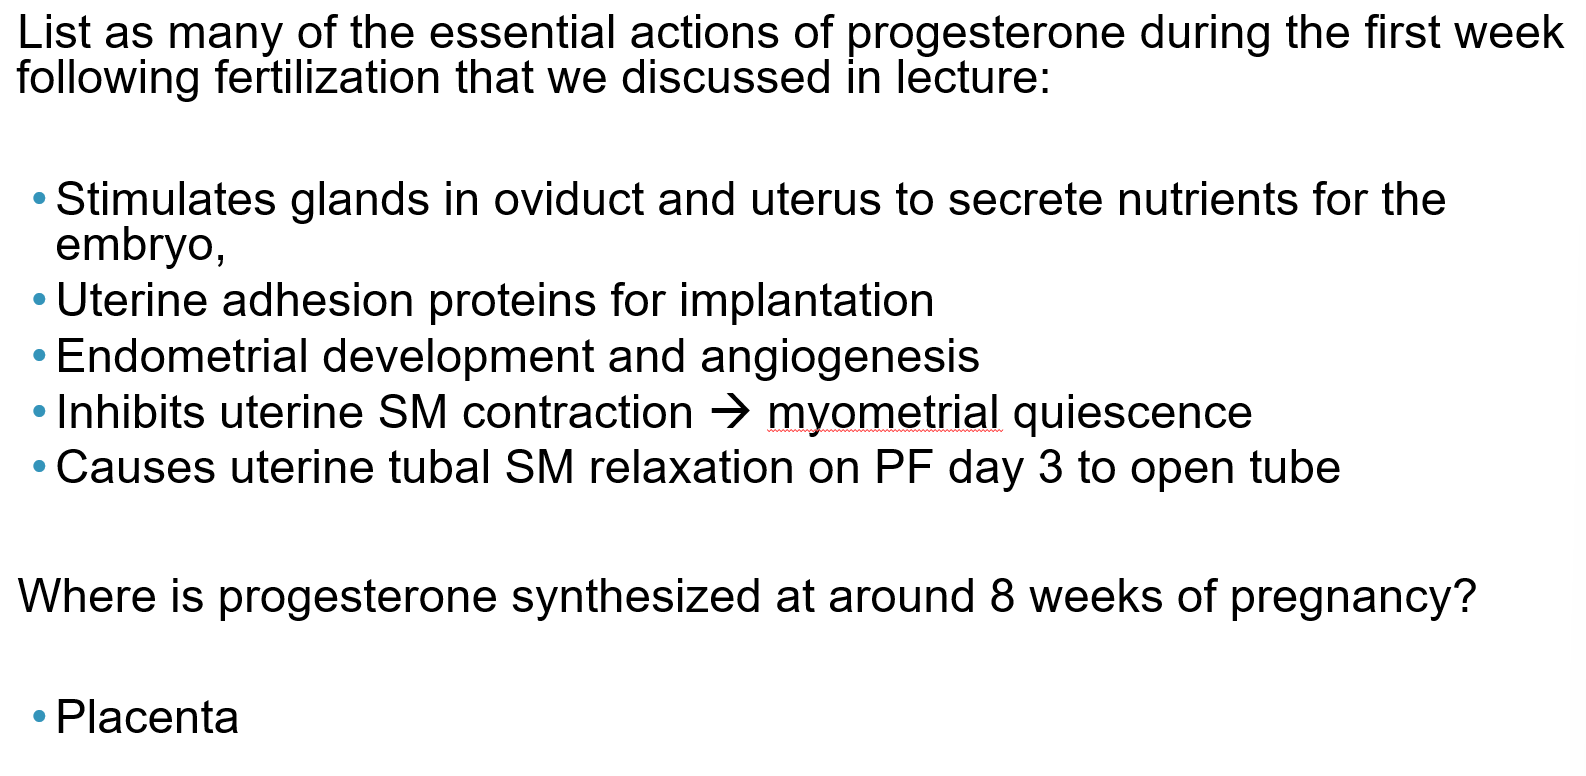 List as many of the essential actions of progesterone during the first week
following fertilization that we discussed in lecture:
• Stimulates glands in oviduct and uterus to secrete nutrients for the
embryo,
• Uterine adhesion proteins for implantation
• Endometrial development and angiogenesis
• Inhibits uterine SM contraction → myometrial quiescence
• Causes uterine tubal SM relaxation on PF day 3 to open tube
Where is progesterone synthesized at around 8 weeks of pregnancy?
• Placenta